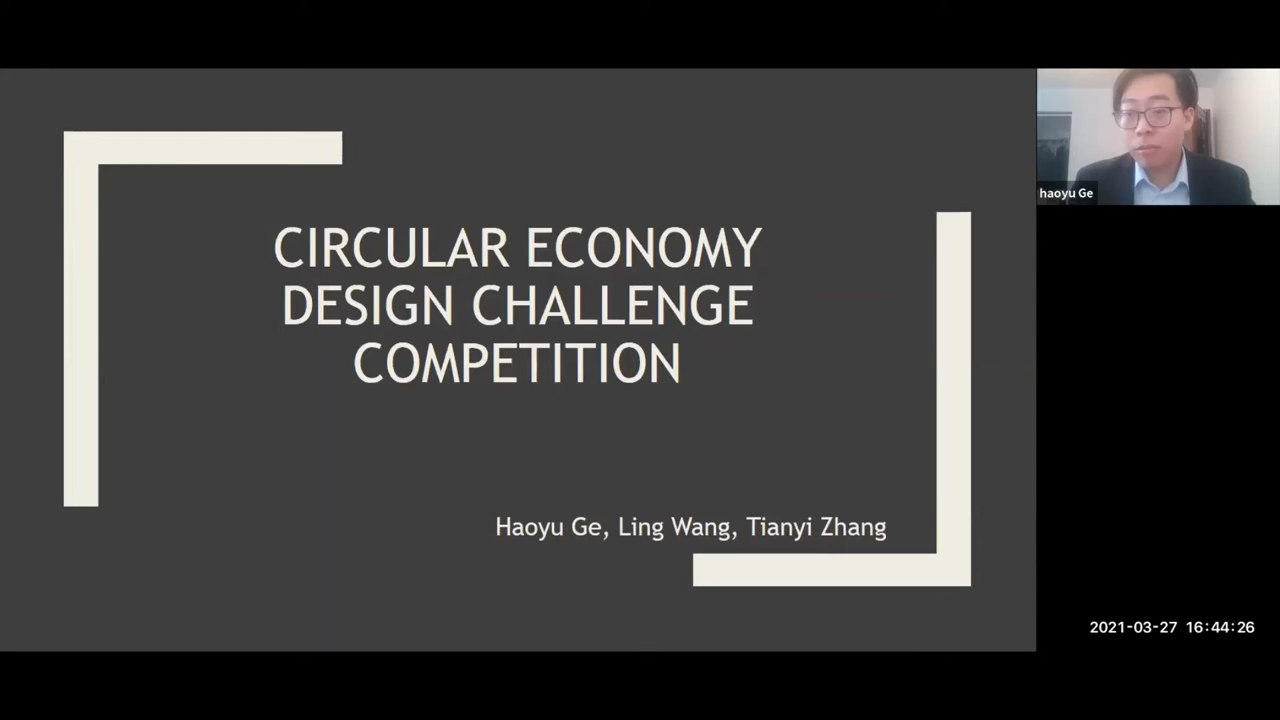 CIRCULAR ECONOMY
DESIGN CHALLENGE
COMPETITION
Haoyu Ge, Ling Wang, Tianyi Zhang
haoyu Ge
2021-03-27 16:44:26